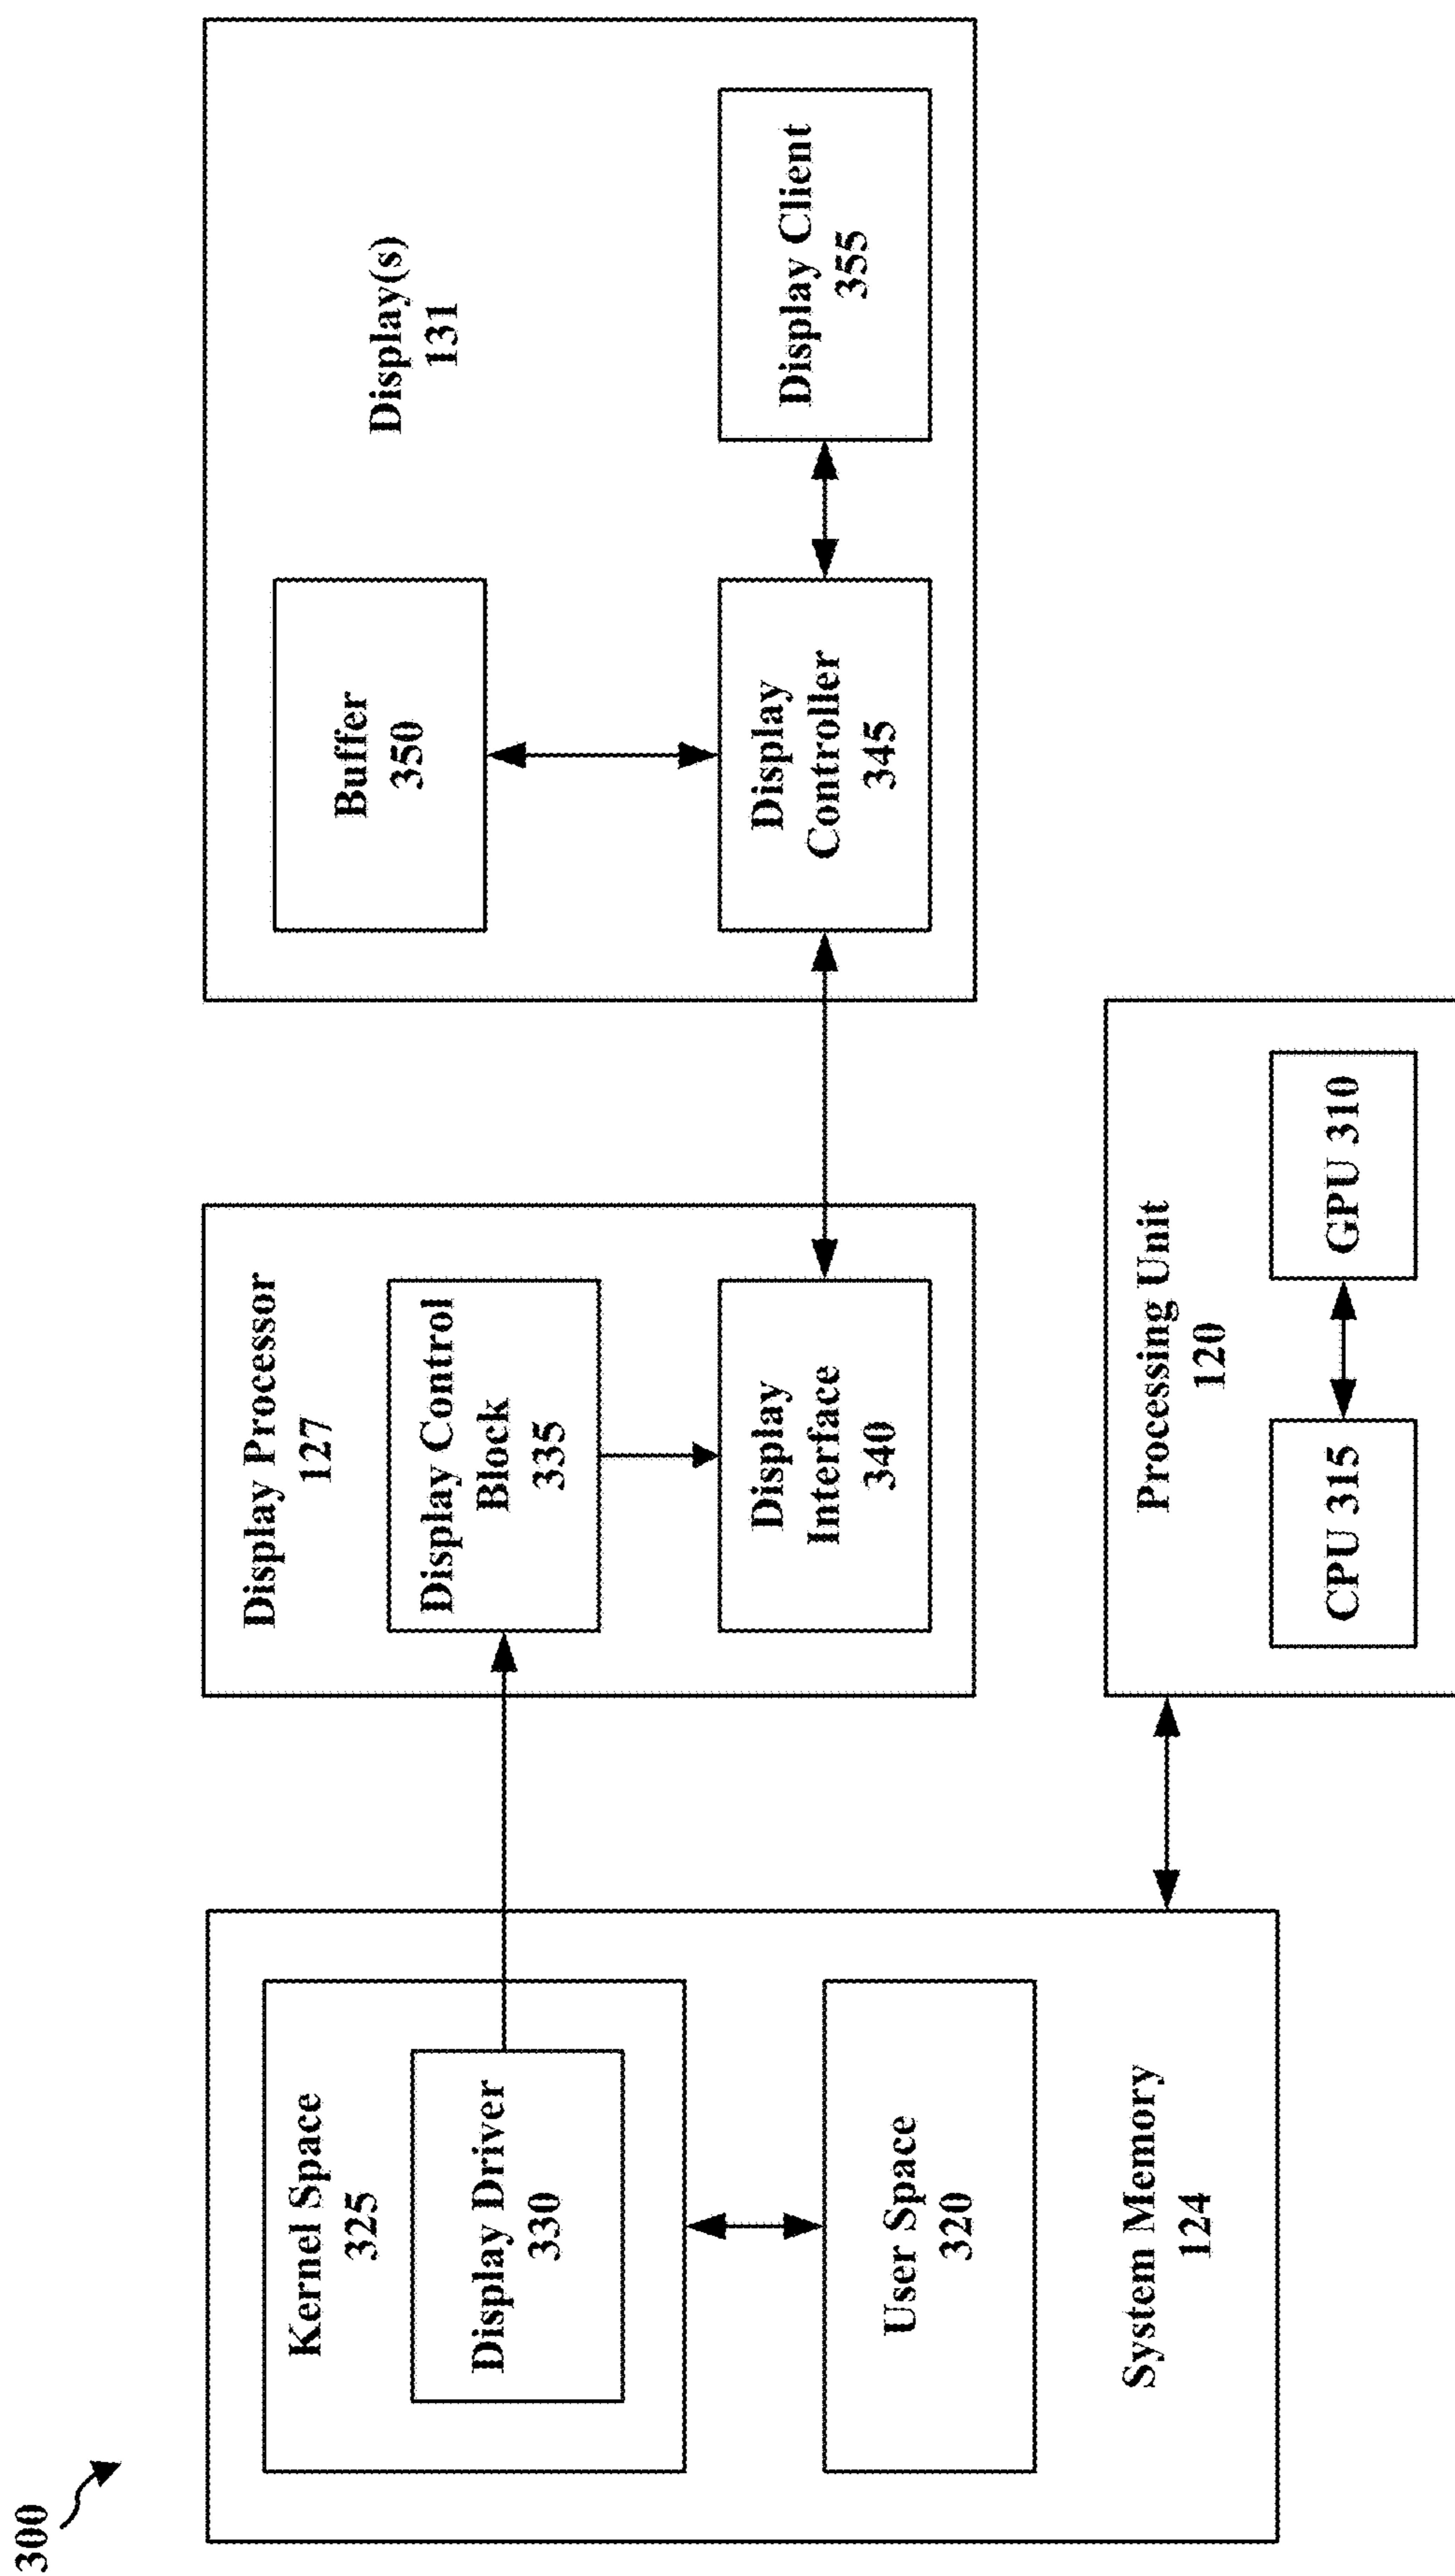 300
Kernel Space
325
Display Driver
330
User Space
320
System Memory
124
Display Processor
127
Display Control
Block
335
Display
Interface
340
Display(s)
131
Buffer
350
Display
Controller
345
Display Client
355
Processing Unit
120
CPU 315
GPU 310